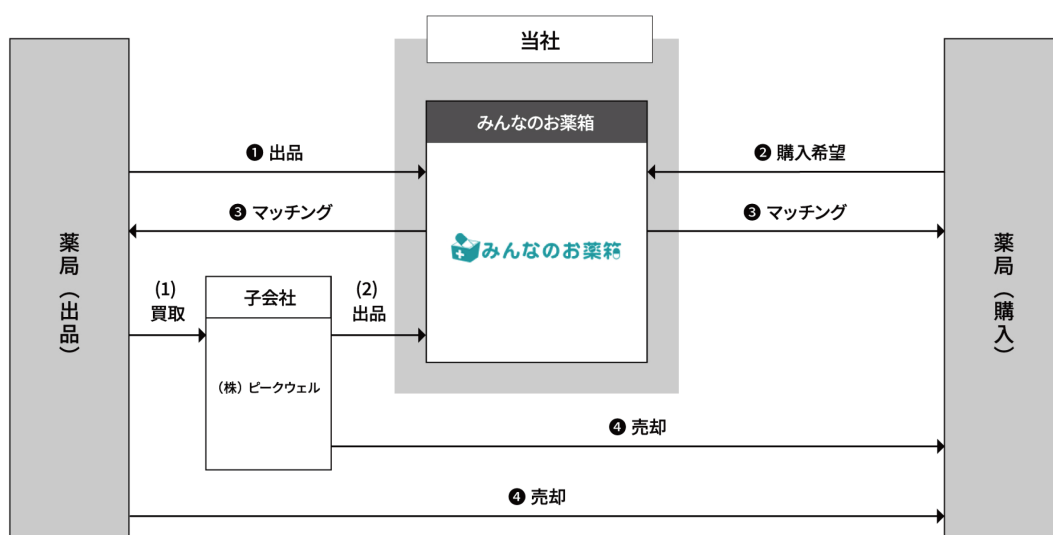 当社
みんなのお薬箱
❶ 出品
❷ 購入希望
❸ マッチング
❸ マッチング
みんなのお薬箱
薬局（出品）
薬局（購入）
(1)
買取
子会社
(2)
出品
（株）ピークウェル
❹ 売却
❹ 売却